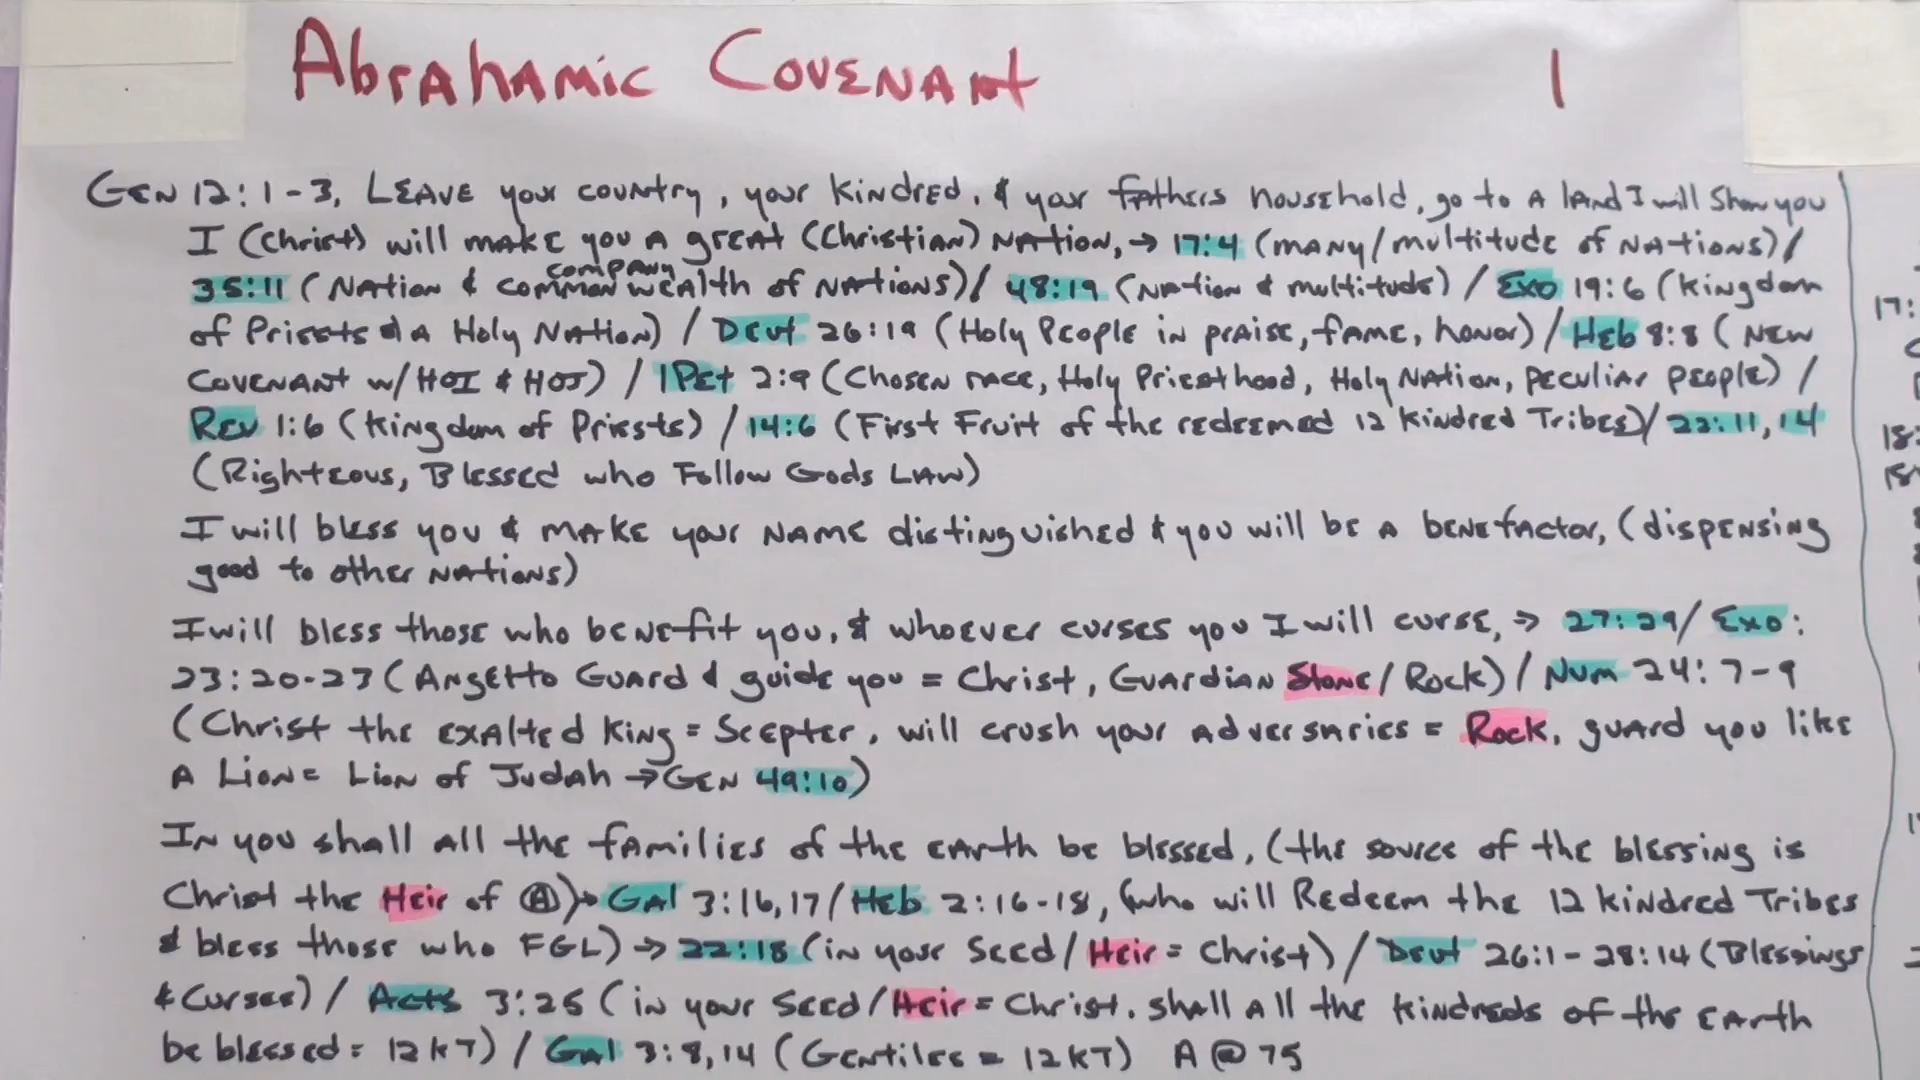 Abrahamic Covenant 1
Gen 12:1-3, Leave your country, your kindred, & your fathers household, go to a land I will show you
I (Christ) will make you a great (Christian) Nation, → 17:4 (many/multitude of Nations)/
company
35:11 (Nation & commonwealth of Nations)/ 48:19 (Nation & multitude) / Exo 19:6 (Kingdom
of Priests & a Holy Nation) / Deut 26:19 (Holy People in praise, fame, honor) / Heb 8:8 (New
Covenant w/ HOI & HOJ) / 1Pet 2:9 (Chosen race, Holy Priesthood, Holy Nation, peculiar people) /
Rev 1:6 (Kingdom of Priests) / 14:6 (First Fruit of the redeemed 12 Kindred Tribes)/ 22:11,14
(Righteous, Blessed who Follow Gods Law)
I will bless you & make your name distinguished & you will be a benefactor, (dispensing
good to other Nations)
I will bless those who benefit you, & whoever curses you I will curse, → 27:29/ Exo:
23:20-23 (Angel to Guard & guide you = Christ, Guardian Stone/Rock) / Num 24:7-9
(Christ the exalted King = Scepter, will crush your adversaries = Rock, guard you like
a Lion = Lion of Judah → Gen 49:10)
In you shall all the families of the earth be blessed, (the source of the blessing is
Christ the Heir of Ⓐ)→ Gal 3:16,17/ Heb 2:16-18, (who will Redeem the 12 kindred Tribes
& bless those who FGL) → 22:18 (in your Seed/Heir = Christ) / Deut 26:1-28:14 (Blessings
& Curses) / Acts 3:25 (in your Seed/Heir = Christ. shall all the kindreds of the earth
be blessed = 12KT) / Gal 3:8,14 (Gentiles = 12KT) A @ 75
17:
18: